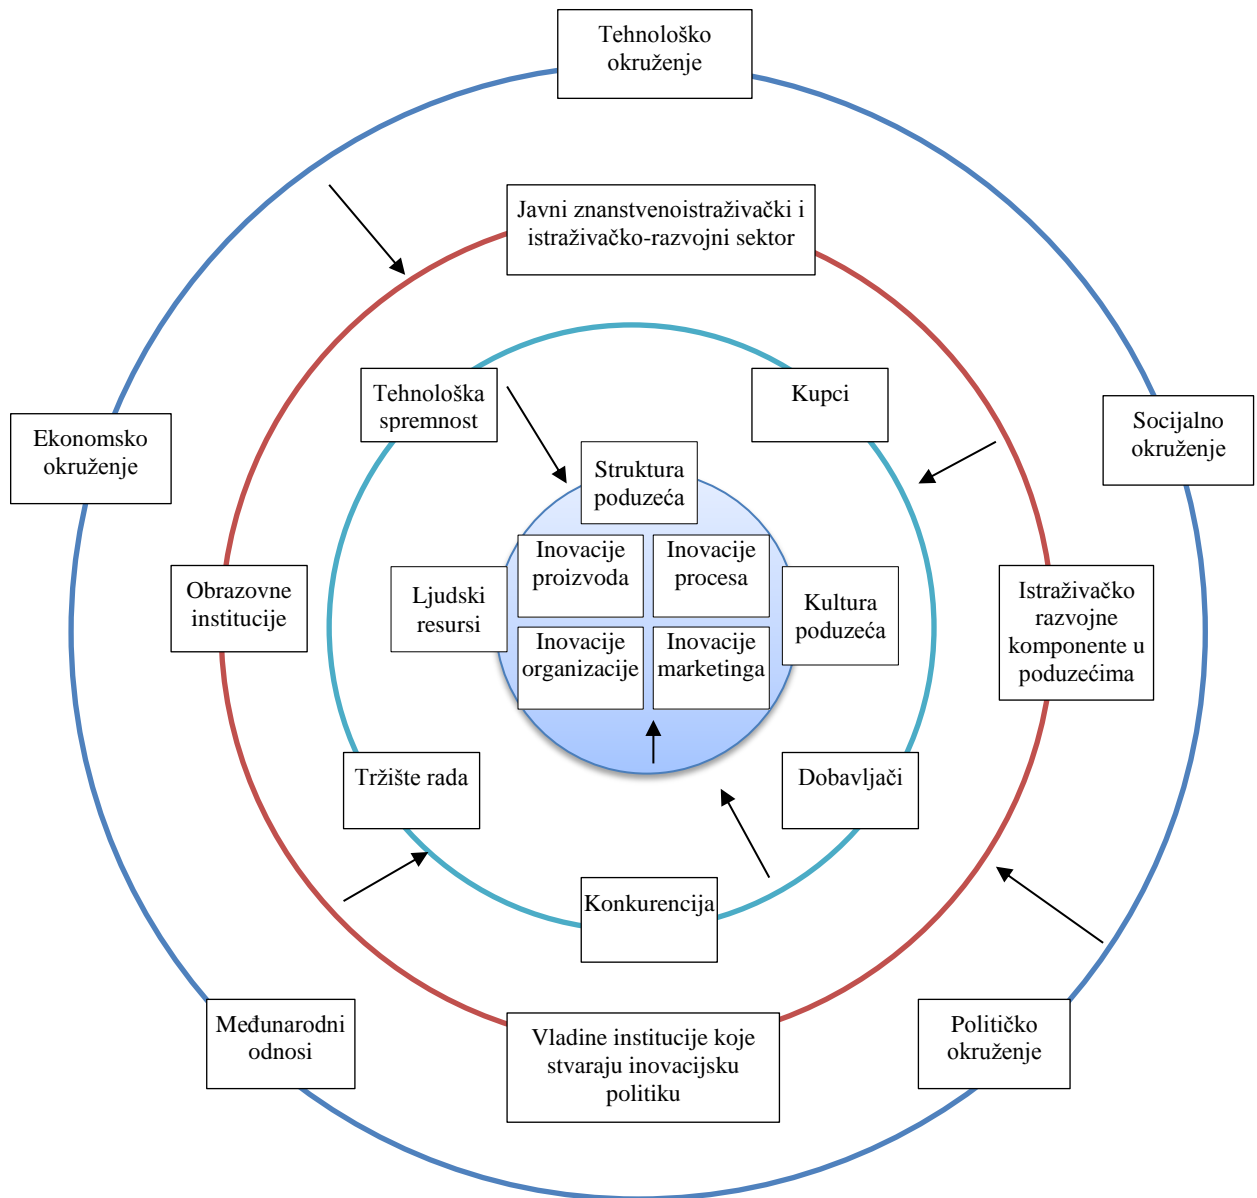 Tehnološko
okruženje
Javni znanstvenoistraživački i
istraživačko-razvojni sektor
Tehnološka
spremnost
Kupci
Ekonomsko
okruženje
Socijalno
okruženje
Struktura
poduzeća
Inovacije
proizvoda
Inovacije
procesa
Obrazovne
institucije
Ljudski
resursi
Kultura
poduzeća
Istraživačko
razvojne
komponente u
poduzećima
Inovacije
organizacije
Inovacije
marketinga
Tržište rada
Dobavljači
Konkurencija
Međunarodni
odnosi
Vladine institucije koje
stvaraju inovacijsku
politiku
Političko
okruženje